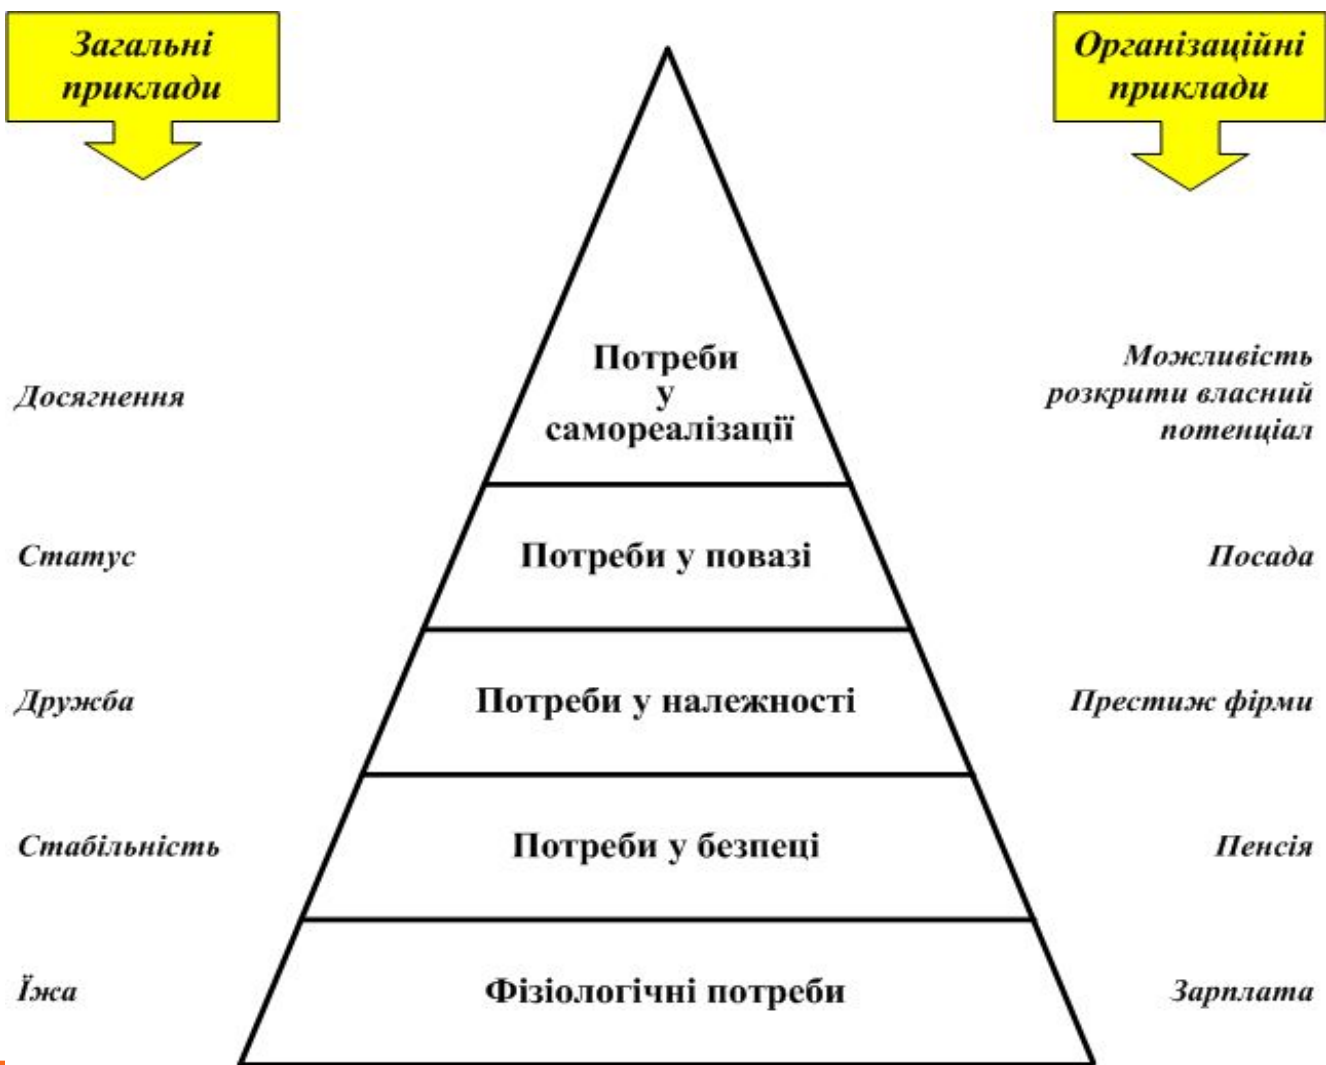 Загальні
приклади
Організаційні
приклади
Досягнення
Потреби
у
самореалізації
Можливість
розкрити власний
потенціал
Статус
Потреби у повазі
Посада
Дружба
Потреби у належності
Престиж фірми
Стабільність
Потреби у безпеці
Пенсія
Їжа
Фізіологічні потреби
Зарплата